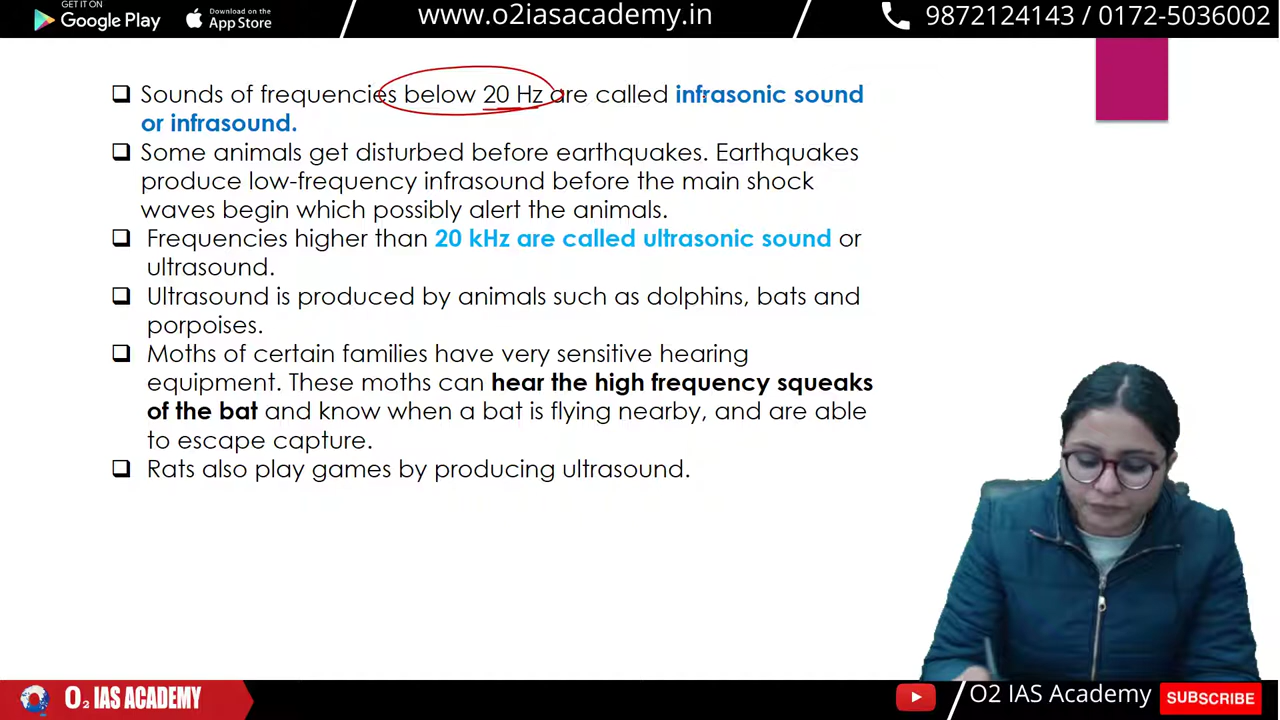 GET IT ON
Google Play
Download on the
App Store
www.o2iasacademy.in
9872124143 / 0172-5036002
❑ Sounds of frequencies below 20 Hz are called infrasonic sound
or infrasound.
❑ Some animals get disturbed before earthquakes. Earthquakes
produce low-frequency infrasound before the main shock
waves begin which possibly alert the animals.
❑ Frequencies higher than 20 kHz are called ultrasonic sound or
ultrasound.
❑ Ultrasound is produced by animals such as dolphins, bats and
porpoises.
❑ Moths of certain families have very sensitive hearing
equipment. These moths can hear the high frequency squeaks
of the bat and know when a bat is flying nearby, and are able
to escape capture.
❑ Rats also play games by producing ultrasound.
O₂ IAS ACADEMY
O2 IAS Academy
SUBSCRIBE